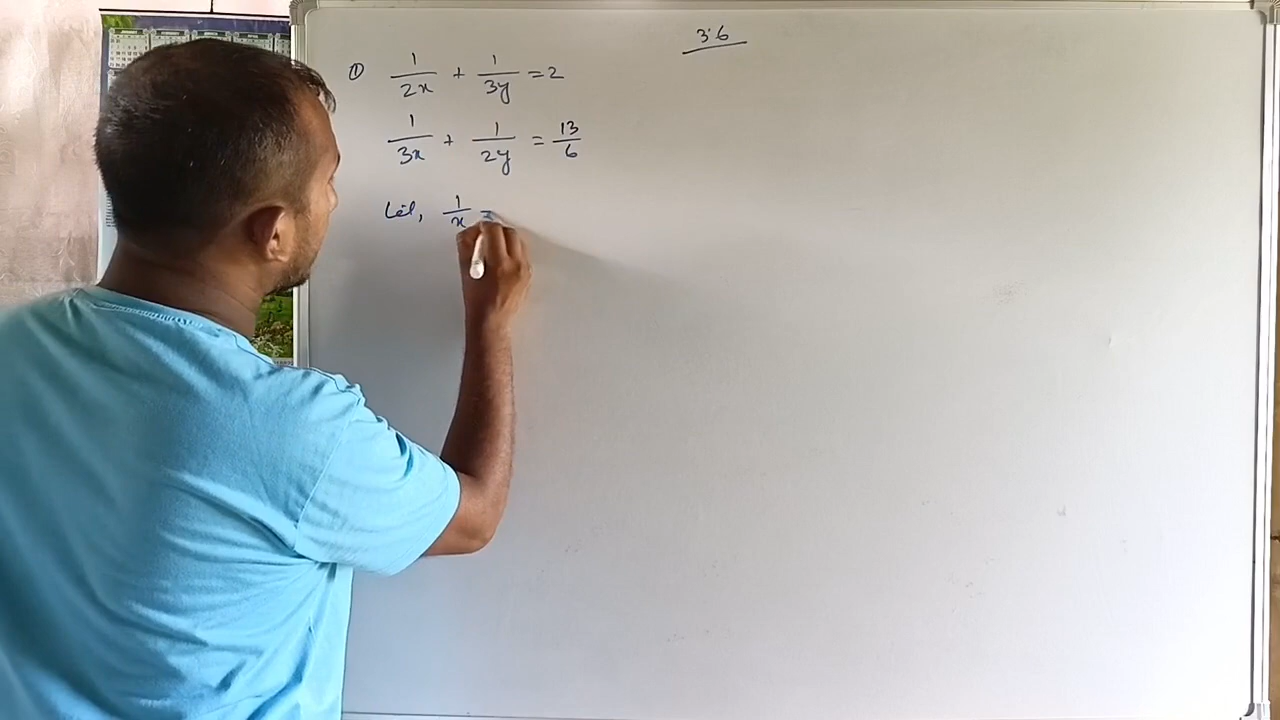 3.6
① 1/2x + 1/3y = 2
1/3x + 1/2y = 13/6
Let, 1/x =